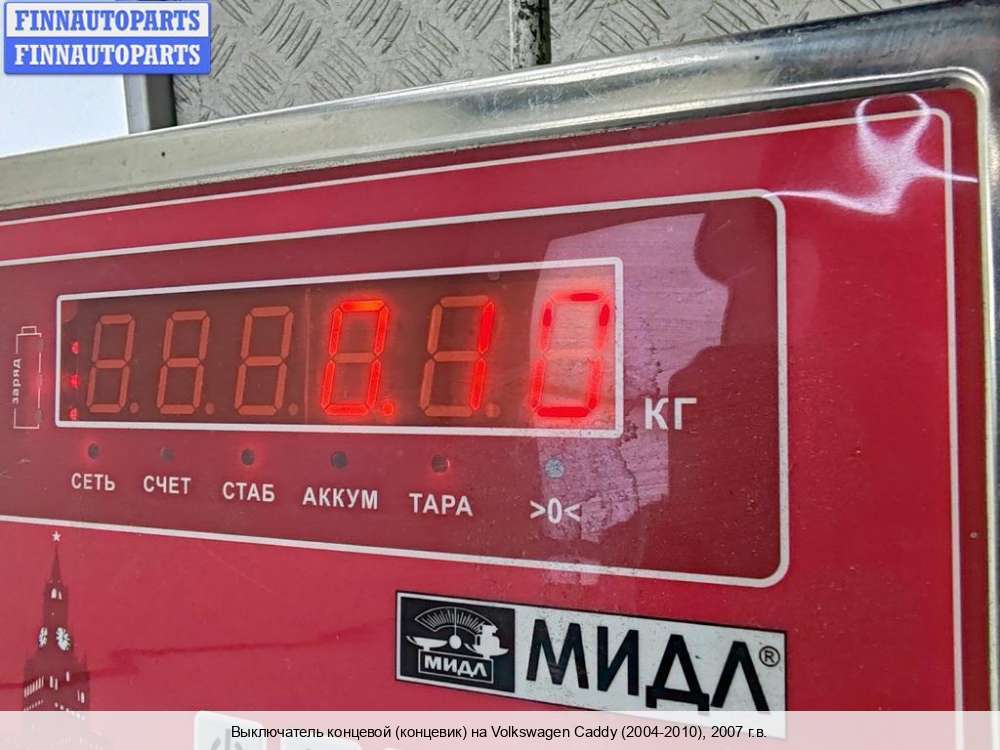 FINNAUTOPARTS
FINNAUTOPARTS
заряд
0.10
КГ
СЕТЬ СЧЕТ СТАБ АККУМ ТАРА >0<
МИДЛ МИДЛ®
Выключатель концевой (концевик) на Volkswagen Caddy (2004-2010), 2007 г.в.